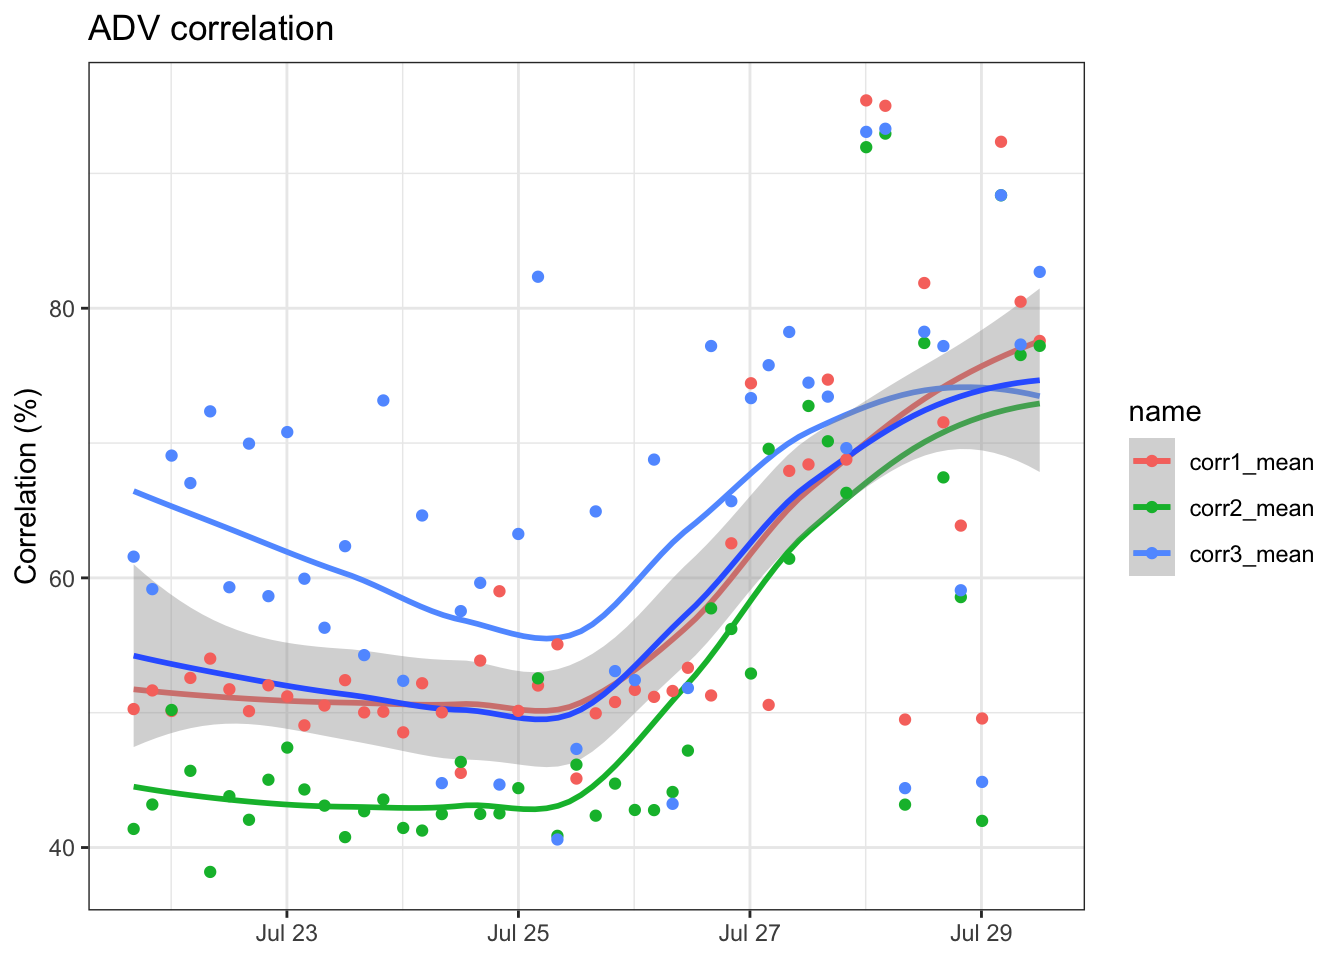 ADV correlation
Correlation (%)
80
60
40
Jul 23
Jul 25
Jul 27
Jul 29
name
corr1_mean
corr2_mean
corr3_mean